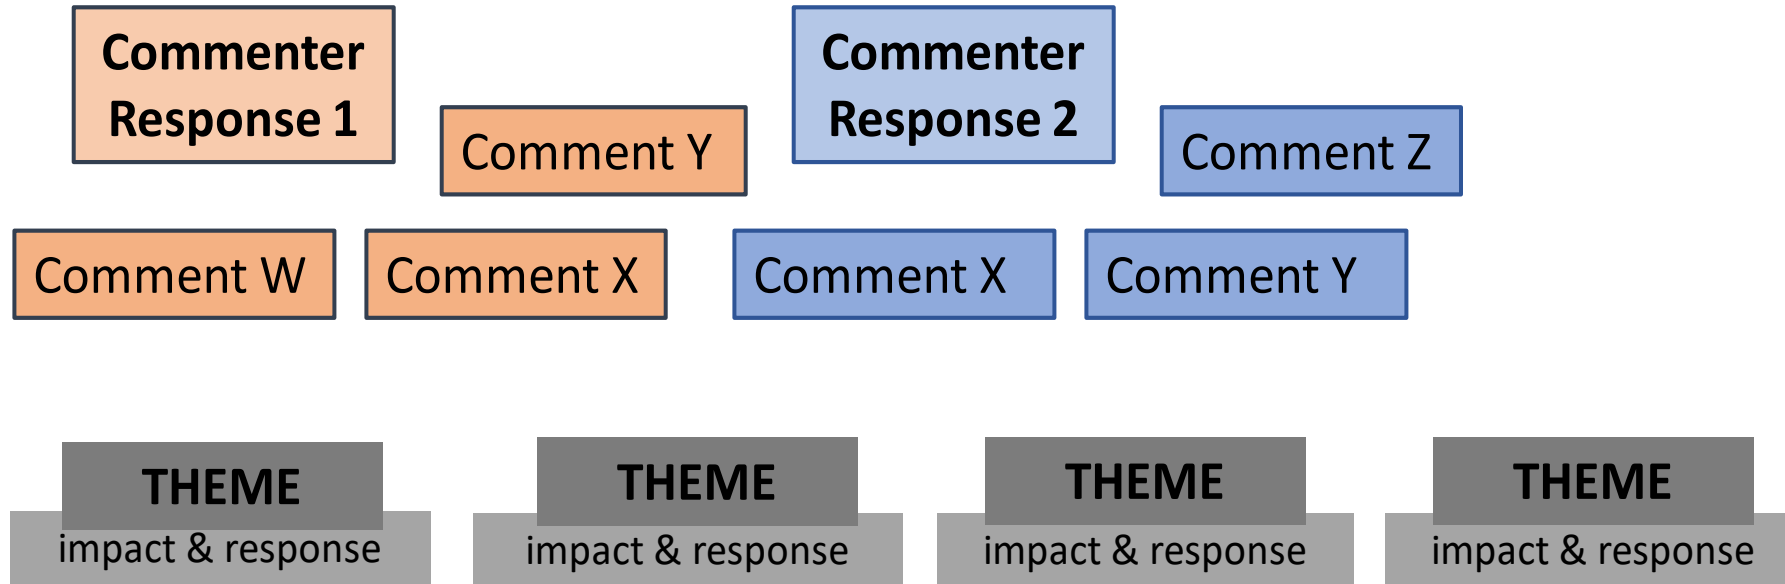 Commenter
Response 1
Comment Y
Comment W
Comment X
Commenter
Response 2
Comment Z
Comment X
Comment Y
THEME
impact & response
THEME
impact & response
THEME
impact & response
THEME
impact & response